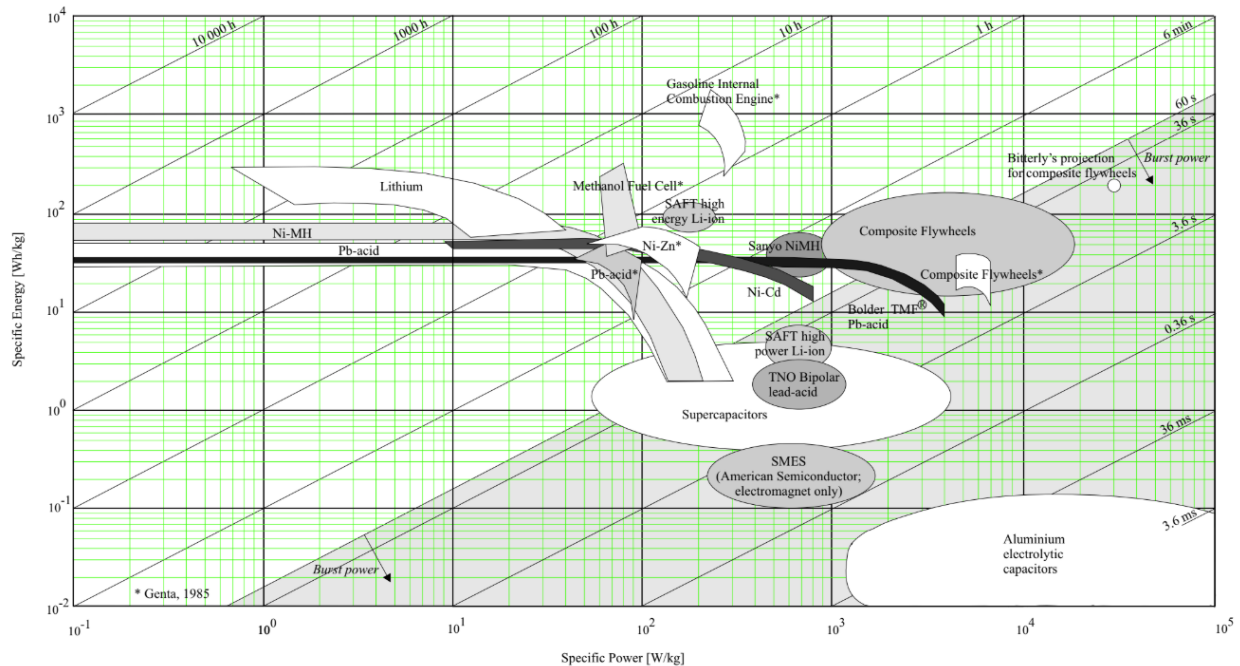 10⁴
10³
10²
10¹
10⁰
10⁻¹
10⁻²
Specific Energy [Wh/kg]
10 000 h
1000 h
100 h
10 h
1 h
6 min
60 s
36 s
3.6 s
0.36 s
36 ms
3.6 ms
Gasoline Internal
Combustion Engine*
Bitterly's projection
for composite flywheels
Burst power
Lithium
Methanol Fuel Cell*
SAFT high
energy Li-ion
Ni-MH
Pb-acid
Ni-Zn*
Sanyo NiMH
Composite Flywheels
Pb-acid*
Composite Flywheels*
Ni-Cd
Bolder TMF®
Pb-acid
SAFT high
power Li-ion
TNO Bipolar
lead-acid
Supercapacitors
SMES
(American Semiconductor;
electromagnet only)
Aluminium
electrolytic
capacitors
Burst power
* Genta, 1985
10⁻¹
10⁰
10¹
10²
10³
10⁴
10⁵
Specific Power [W/kg]